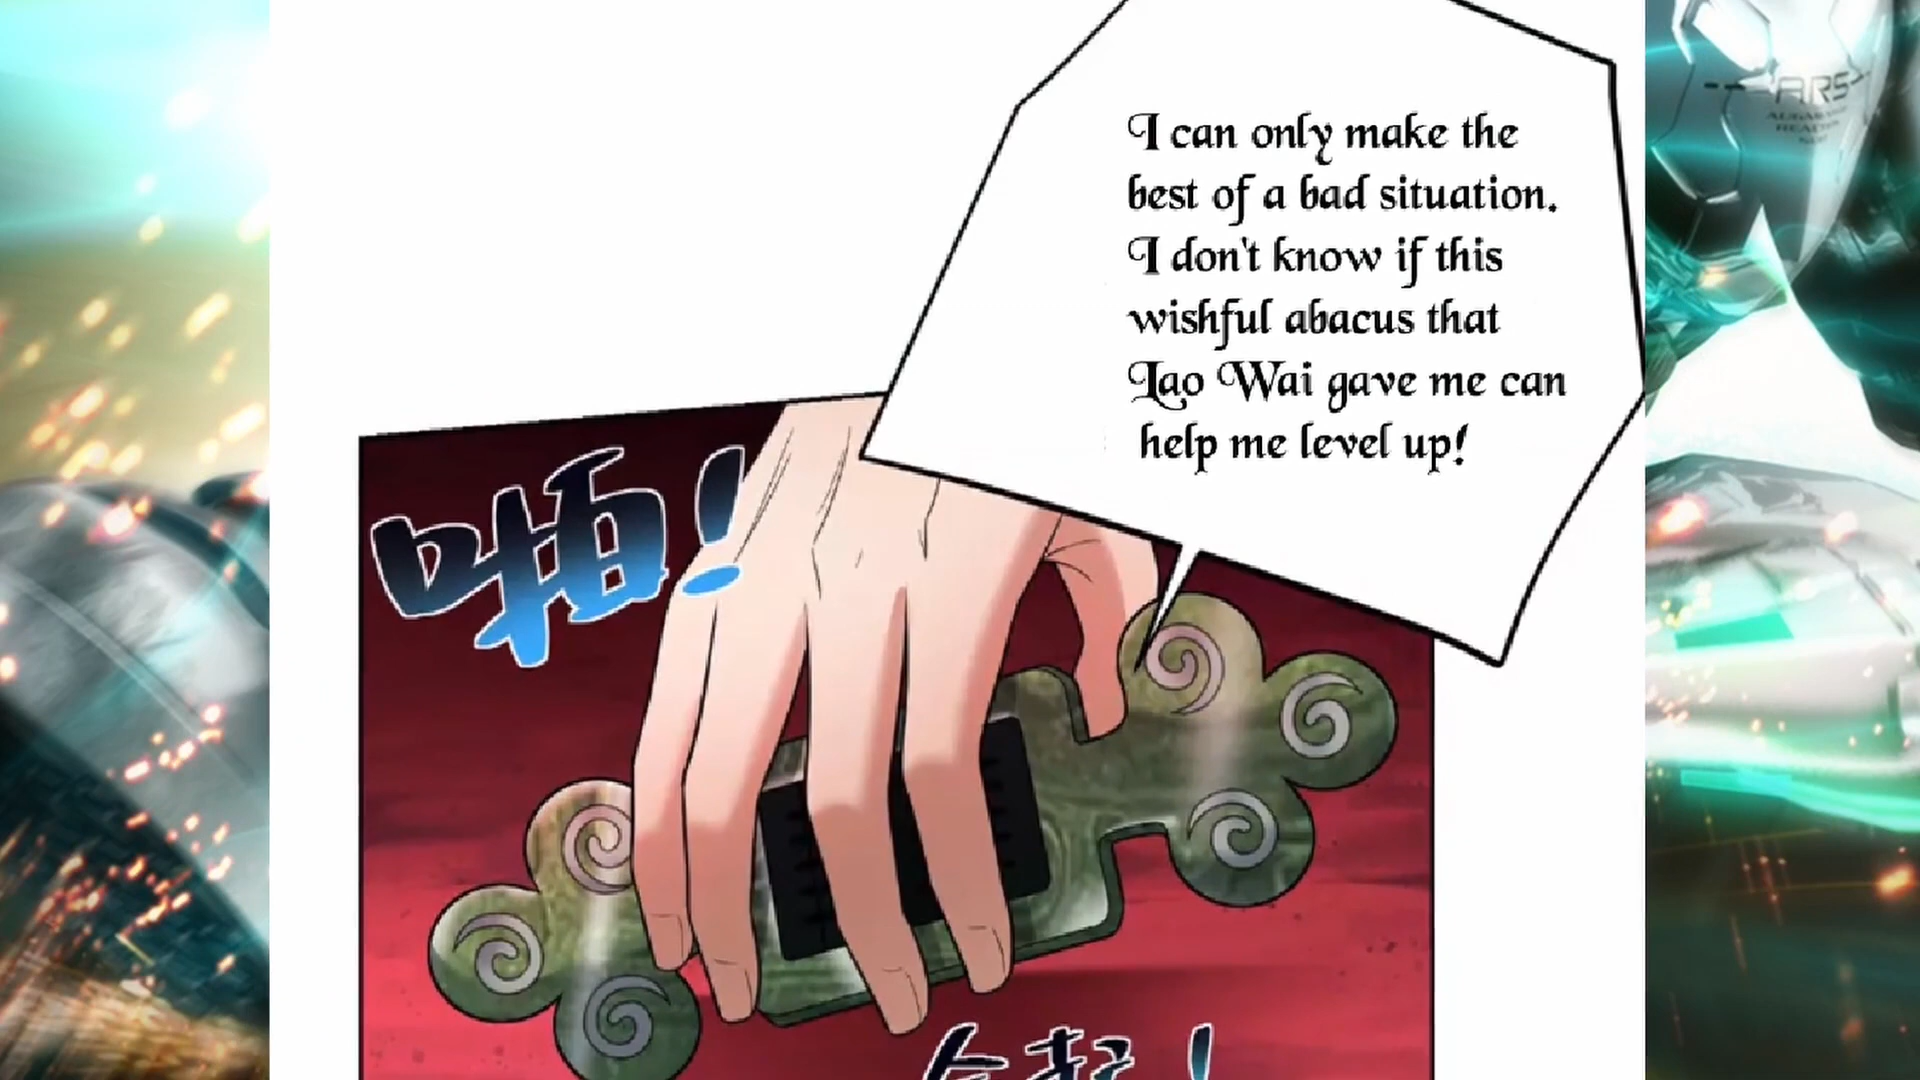 I can only make the
best of a bad situation.
I don't know if this
wishful abacus that
Lao Wai gave me can
help me level up!
ARS
啪!